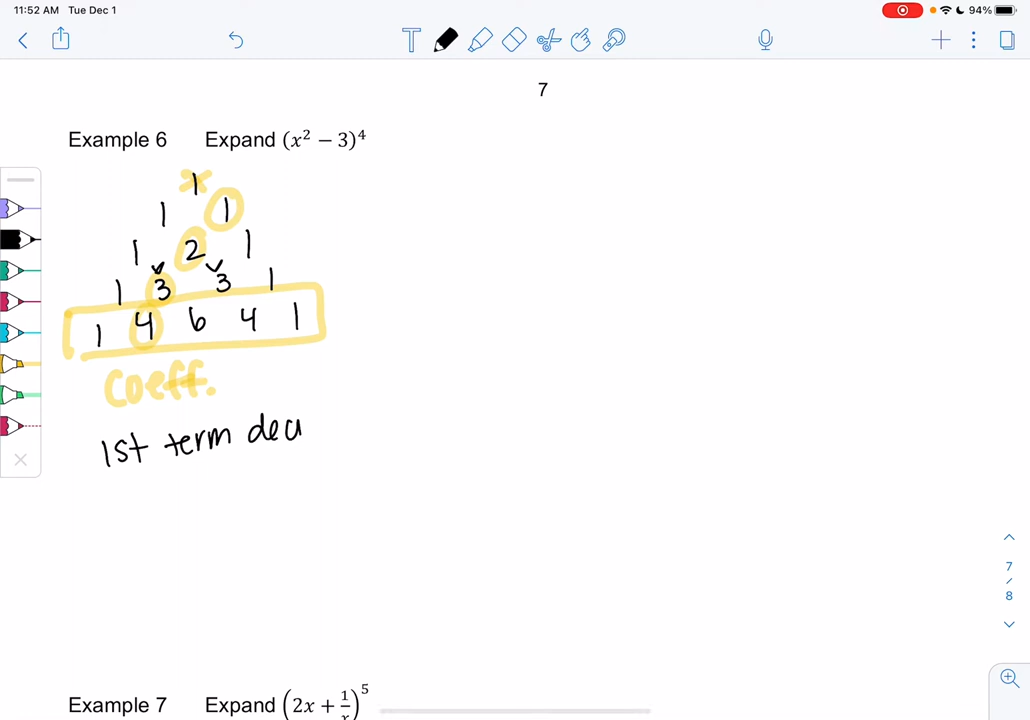 11:52 AM Tue Dec 1
94%
7
Example 6 Expand (x² − 3)⁴
1
1 1
1 2 1
1 3 3 1
1 4 6 4 1
coeff.
1st term dec
7
/
8
Example 7 Expand (2x + 1/x)⁵